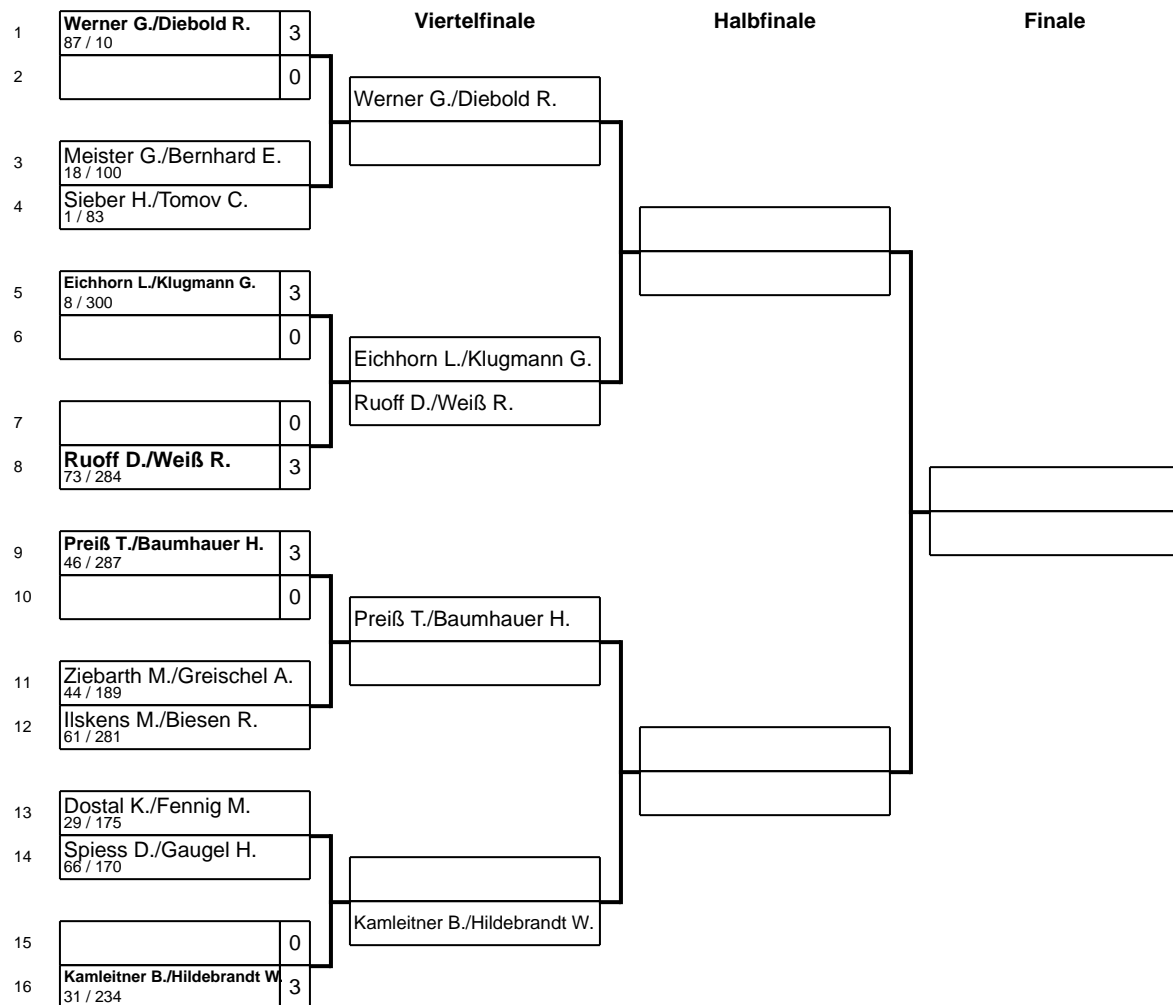 Viertelfinale
Halbfinale
Finale
1
Werner G./Diebold R.
3
87 / 10
2
0
Werner G./Diebold R.
3
Meister G./Bernhard E.
18 / 100
4
Sieber H./Tomov C.
1 / 83
5
Eichhorn L./Klugmann G.
3
8 / 300
6
0
Eichhorn L./Klugmann G.
Ruoff D./Weiß R.
7
0
8
Ruoff D./Weiß R.
3
73 / 284
9
Preiß T./Baumhauer H.
3
46 / 287
10
0
Preiß T./Baumhauer H.
11
Ziebarth M./Greischel A.
44 / 189
12
Ilskens M./Biesen R.
61 / 281
13
Dostal K./Fennig M.
29 / 175
14
Spiess D./Gaugel H.
66 / 170
Kamleitner B./Hildebrandt W.
15
0
16
Kamleitner B./Hildebrandt W.
3
31 / 234